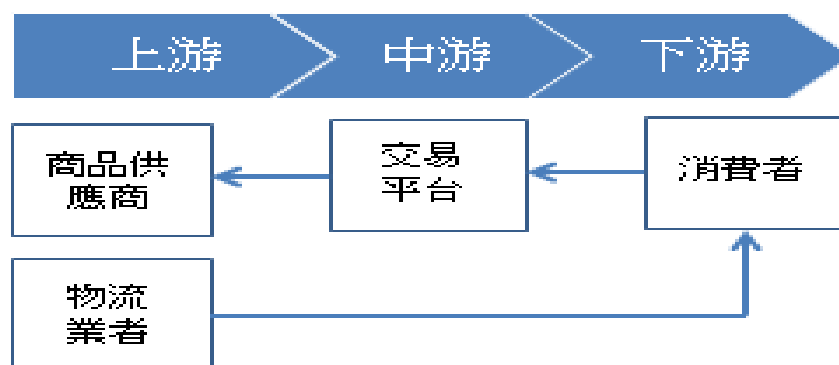 上游
中游
下游
商品供
應商
交易
平台
消費者
物流
業者